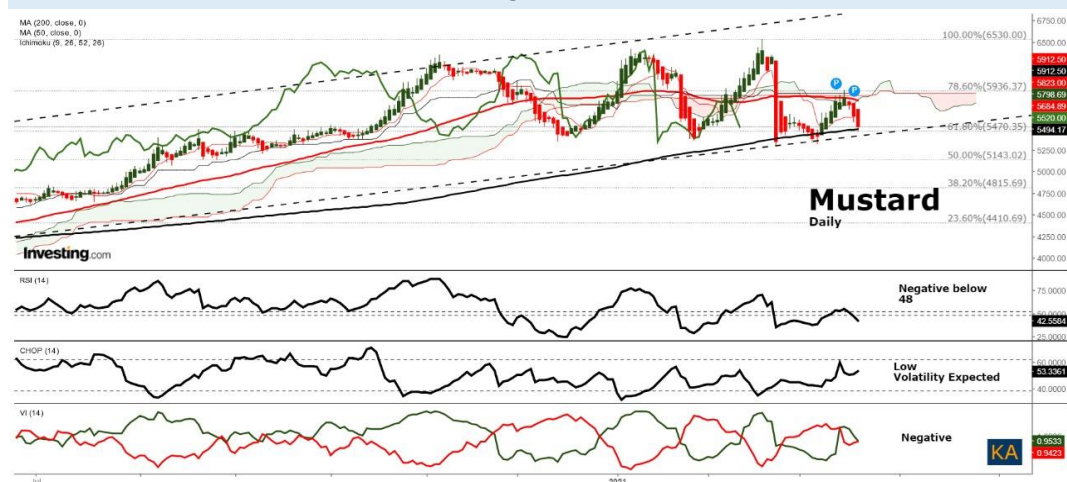 MA (200, close, 0)
MA (50, close, 0)
Ichimoku (9, 26, 52, 26)
100.00%(6530.00)
78.60%(5936.37)
61.80%(5470.35)
50.00%(5143.02)
38.20%(4815.69)
23.60%(4410.69)
P
P
Mustard
Daily
Investing.com
6750.00
6500.00
5912.50
5912.50
5823.00
5798.69
5684.89
5620.00
5494.17
5250.00
5000.00
4750.00
4500.00
4250.00
4000.00
RSI (14)
Negative below
48
75.0000
42.5584
25.0000
CHOP (14)
Low
Volatility Expected
60.0000
53.3361
40.0000
VI (14)
Negative
KA
0.9533
0.9423
Jul
2021